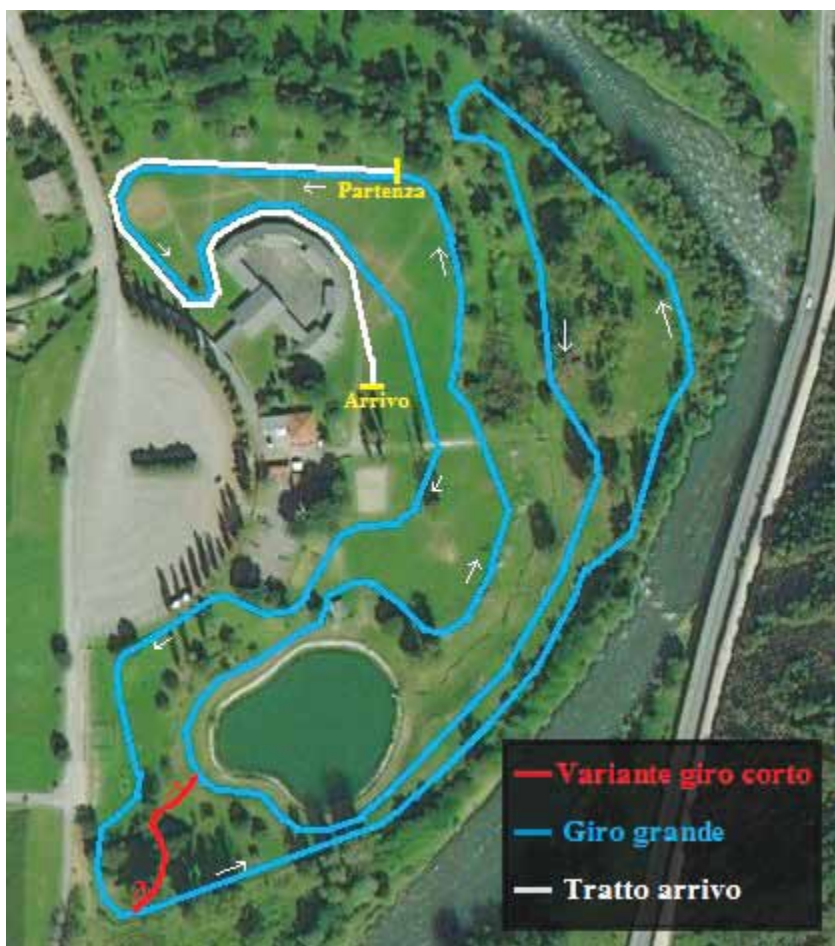 Partenza
Arrivo
Variante giro corto
Giro grande
Tratto arrivo